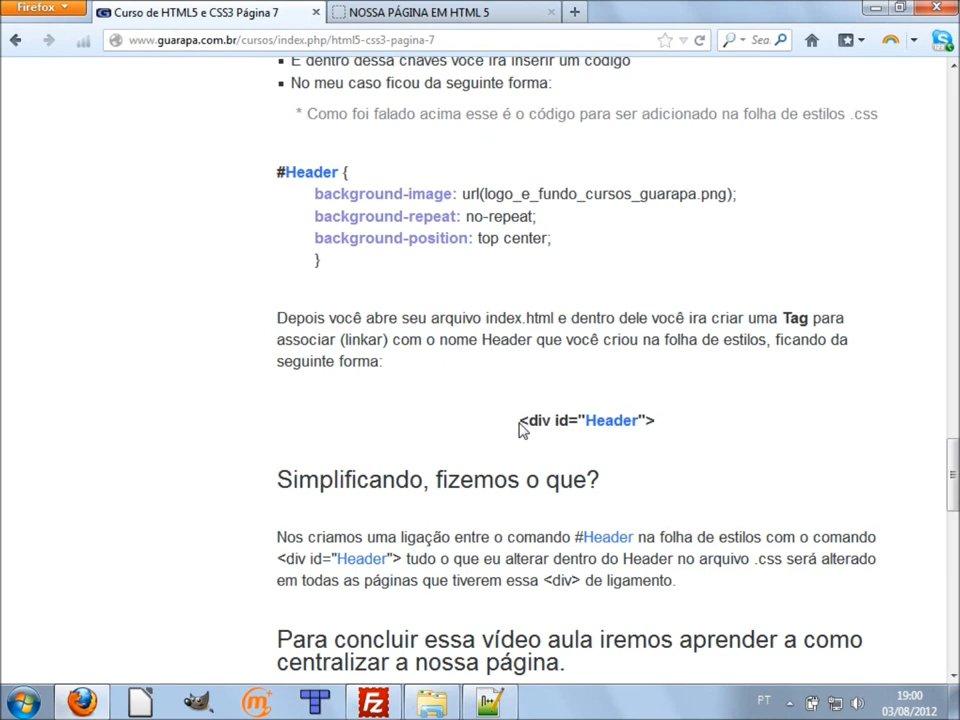 Firefox
Curso de HTML5 e CSS3 Página 7
NOSSA PÁGINA EM HTML 5
www.guarapa.com.br/cursos/index.php/html5-css3-pagina-7
Sea
E dentro dessa chaves você irá inserir um código
No meu caso ficou da seguinte forma:
* Como foi falado acima esse é o código para ser adicionado na folha de estilos .css
#Header {
background-image: url(logo_e_fundo_cursos_guarapa.png);
background-repeat: no-repeat;
background-position: top center;
}
Depois você abre seu arquivo index.html e dentro dele você ira criar uma Tag para
associar (linkar) com o nome Header que você criou na folha de estilos, ficando da
seguinte forma:
<div id="Header">
Simplificando, fizemos o que?
Nos criamos uma ligação entre o comando #Header na folha de estilos com o comando
<div id="Header"> tudo o que eu alterar dentro do Header no arquivo .css será alterado
em todas as páginas que tiverem essa <div> de ligamento.
Para concluir essa vídeo aula iremos aprender a como
centralizar a nossa página.
PT
19:00
03/08/2012